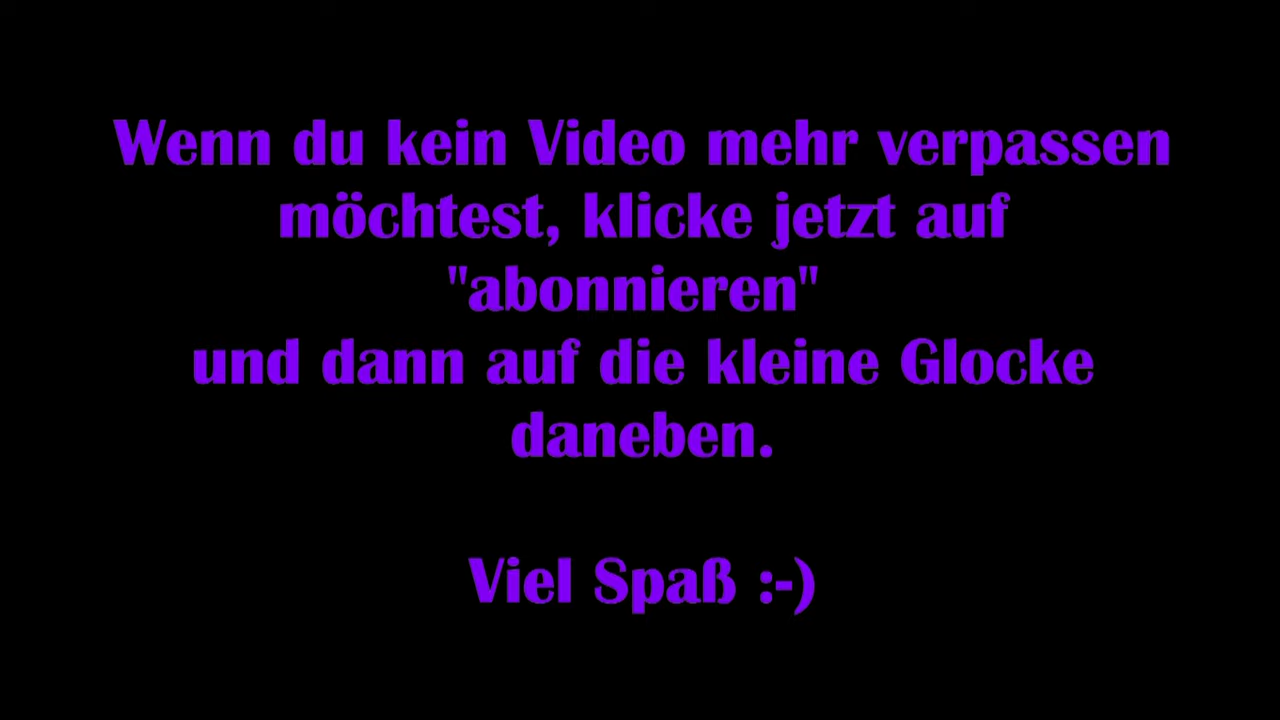 Wenn du kein Video mehr verpassen
möchtest, klicke jetzt auf
"abonnieren"
und dann auf die kleine Glocke
daneben.
Viel Spaß :-)